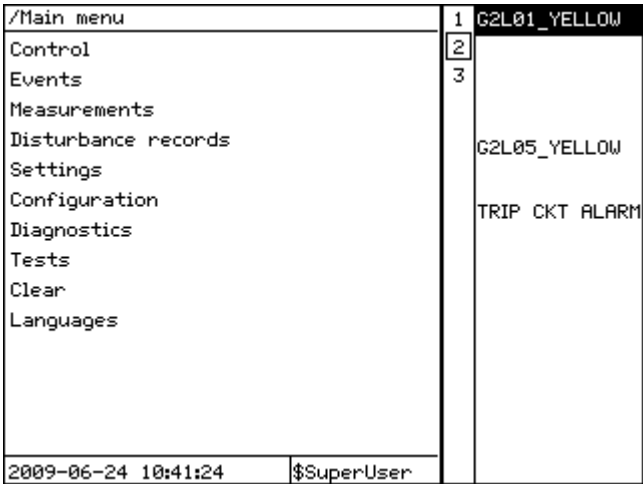 /Main menu
Control
Events
Measurements
Disturbance records
Settings
Configuration
Diagnostics
Tests
Clear
Languages
2009-06-24 10:41:24
$SuperUser
1
2
3
G2L01_YELLOW
G2L05_YELLOW
TRIP CKT ALARM